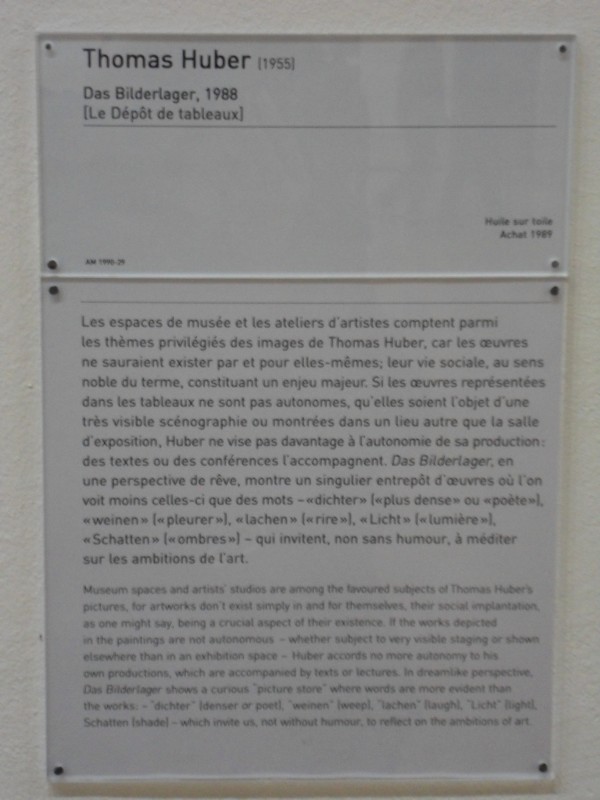 Thomas Huber (1955)
Das Bilderlager, 1988
[Le Dépôt de tableaux]
Huile sur toile
Achat 1989
AM 1990-29
Les espaces de musée et les ateliers d'artistes comptent parmi
les thèmes privilégiés des images de Thomas Huber, car les œuvres
ne sauraient exister par et pour elles-mêmes; leur vie sociale, au sens
noble du terme, constituant un enjeu majeur. Si les œuvres représentées
dans les tableaux ne sont pas autonomes, qu'elles soient l'objet d'une
très visible scénographie ou montrées dans un lieu autre que la salle
d'exposition, Huber ne vise pas davantage à l'autonomie de sa production:
des textes ou des conférences l'accompagnent. Das Bilderlager, en
une perspective de rêve, montre un singulier entrepôt d'œuvres où l'on
voit moins celles-ci que des mots – «dichter» («plus dense» ou «poète»),
«weinen» («pleurer»), «lachen» («rire»), «Licht» («lumière»),
«Schatten» («ombres») – qui invitent, non sans humour, à méditer
sur les ambitions de l'art.
Museum spaces and artists' studios are among the favoured subjects of Thomas Huber's
pictures, for artworks don't exist simply in and for themselves, their social implantation,
as one might say, being a crucial aspect of their existence. If the works depicted
in the paintings are not autonomous – whether subject to very visible staging or shown
elsewhere than in an exhibition space – Huber accords no more autonomy to his
own productions, which are accompanied by texts or lectures. In dreamlike perspective,
Das Bilderlager shows a curious "picture store" where words are more evident than
the works: – "dichter" (denser or poet), "weinen" (weep), "lachen" (laugh), "Licht" (light),
Schatten (shade) – which invite us, not without humour, to reflect on the ambitions of art.